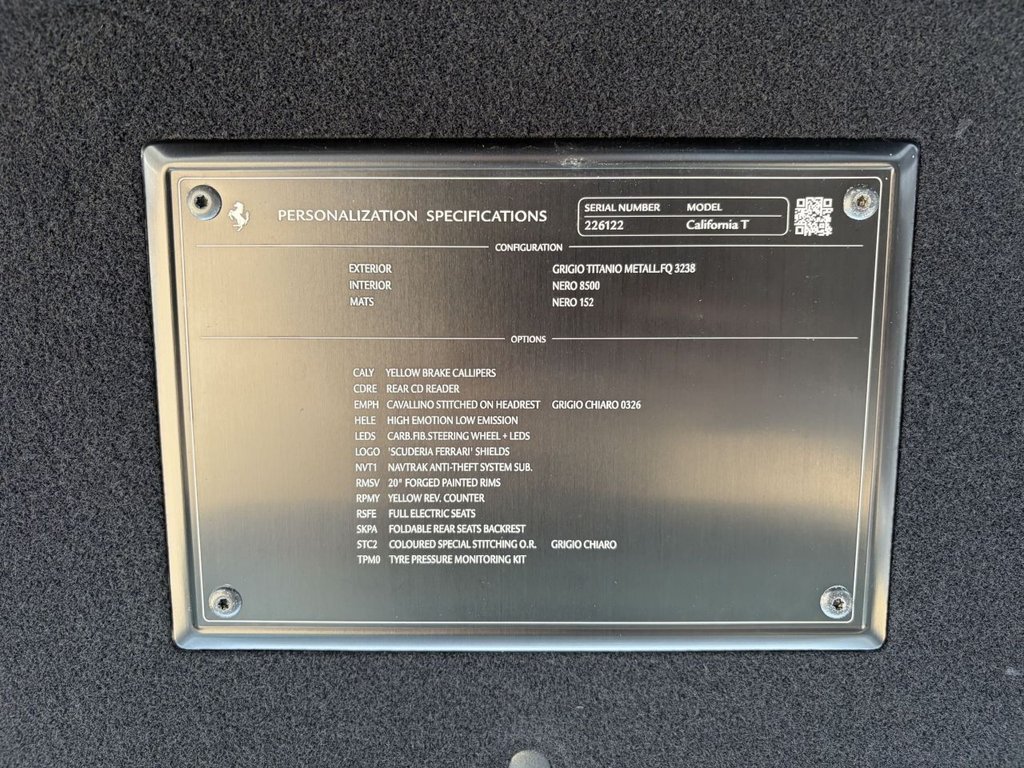 PERSONALIZATION SPECIFICATIONS
SERIAL NUMBER MODEL
226122 California T
CONFIGURATION
EXTERIOR GRIGIO TITANIO METALL.FQ 3238
INTERIOR NERO 8500
MATS NERO 152
OPTIONS
CALY YELLOW BRAKE CALLIPERS
CDRE REAR CD READER
EMPH CAVALLINO STITCHED ON HEADREST GRIGIO CHIARO 0326
HELE HIGH EMOTION LOW EMISSION
LEDS CARB.FIB.STEERING WHEEL + LEDS
LOGO 'SCUDERIA FERRARI' SHIELDS
NVT1 NAVTRAK ANTI-THEFT SYSTEM SUB.
RMSV 20" FORGED PAINTED RIMS
RPMY YELLOW REV. COUNTER
RSFE FULL ELECTRIC SEATS
SKPA FOLDABLE REAR SEATS BACKREST
STC2 COLOURED SPECIAL STITCHING O.R. GRIGIO CHIARO
TPM0 TYRE PRESSURE MONITORING KIT